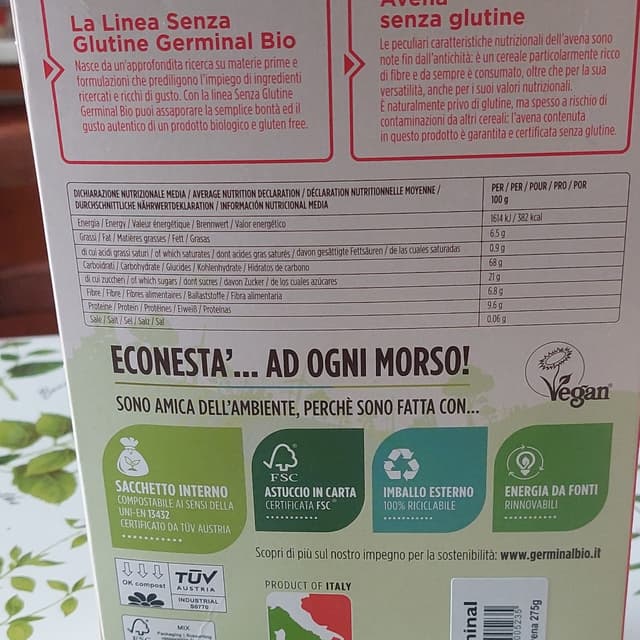 La Linea Senza
Glutine Germinal Bio
Nasce da un'approfondita ricerca su materie prime e
formulazioni che prediligono l'impiego di ingredienti
ricercati e ricchi di gusto. Con la linea Senza Glutine
Germinal Bio puoi assaporare la semplice bontà ed il
gusto autentico di un prodotto biologico e gluten free.
Avena
senza glutine
Le peculiari caratteristiche nutrizionali dell'avena sono
note fin dall'antichità: è un cereale particolarmente ricco
di fibre e da sempre è consumato, oltre che per la sua
versatilità, anche per i suoi valori nutrizionali.
È naturalmente privo di glutine, ma spesso a rischio di
contaminazioni da altri cereali: l'avena contenuta
in questo prodotto è garantita e certificata senza glutine.
DICHIARAZIONE NUTRIZIONALE MEDIA / AVERAGE NUTRITION DECLARATION / DÉCLARATION NUTRITIONNELLE MOYENNE /
DURCHSCHNITTLICHE NÄHRWERTDEKLARATION / INFORMACIÓN NUTRICIONAL MEDIA
PER / PER / POUR / PRO / POR
100 g
Energia / Energy / Valeur énergétique / Brennwert / Valor energético
1614 kJ / 382 kcal
Grassi / Fat / Matières grasses / Fett / Grasas
6.5 g
di cui acidi grassi saturi / of which saturates / dont acides gras saturés / davon gesättigte Fettsäuren / de las cuales saturadas
0.9 g
Carboidrati / Carbohydrate / Glucides / Kohlenhydrate / Hidratos de carbono
68 g
di cui zuccheri / of which sugars / dont sucres / davon Zucker / de los cuales azúcares
21 g
Fibre / Fibre / Fibres alimentaires / Ballaststoffe / Fibra alimentaria
6.8 g
Proteine / Protein / Protéines / Eiweiß / Proteínas
9.6 g
Sale / Salt / Sel / Salz / Sal
0.06 g
ECONESTA'... AD OGNI MORSO!
Vegan
SONO AMICA DELL'AMBIENTE, PERCHÈ SONO FATTA CON...
SACCHETTO INTERNO
COMPOSTABILE AI SENSI DELLA
UNI-EN 13432
CERTIFICATO DA TÜV AUSTRIA
FSC
ASTUCCIO IN CARTA
CERTIFICATA FSC
IMBALLO ESTERNO
100% RICICLABILE
ENERGIA DA FONTI
RINNOVABILI
Scopri di più sul nostro impegno per la sostenibilità: www.germinalbio.it
OK compost
TÜV
AUSTRIA
INDUSTRIAL
S0770
PRODUCT OF ITALY
MIX
FSC